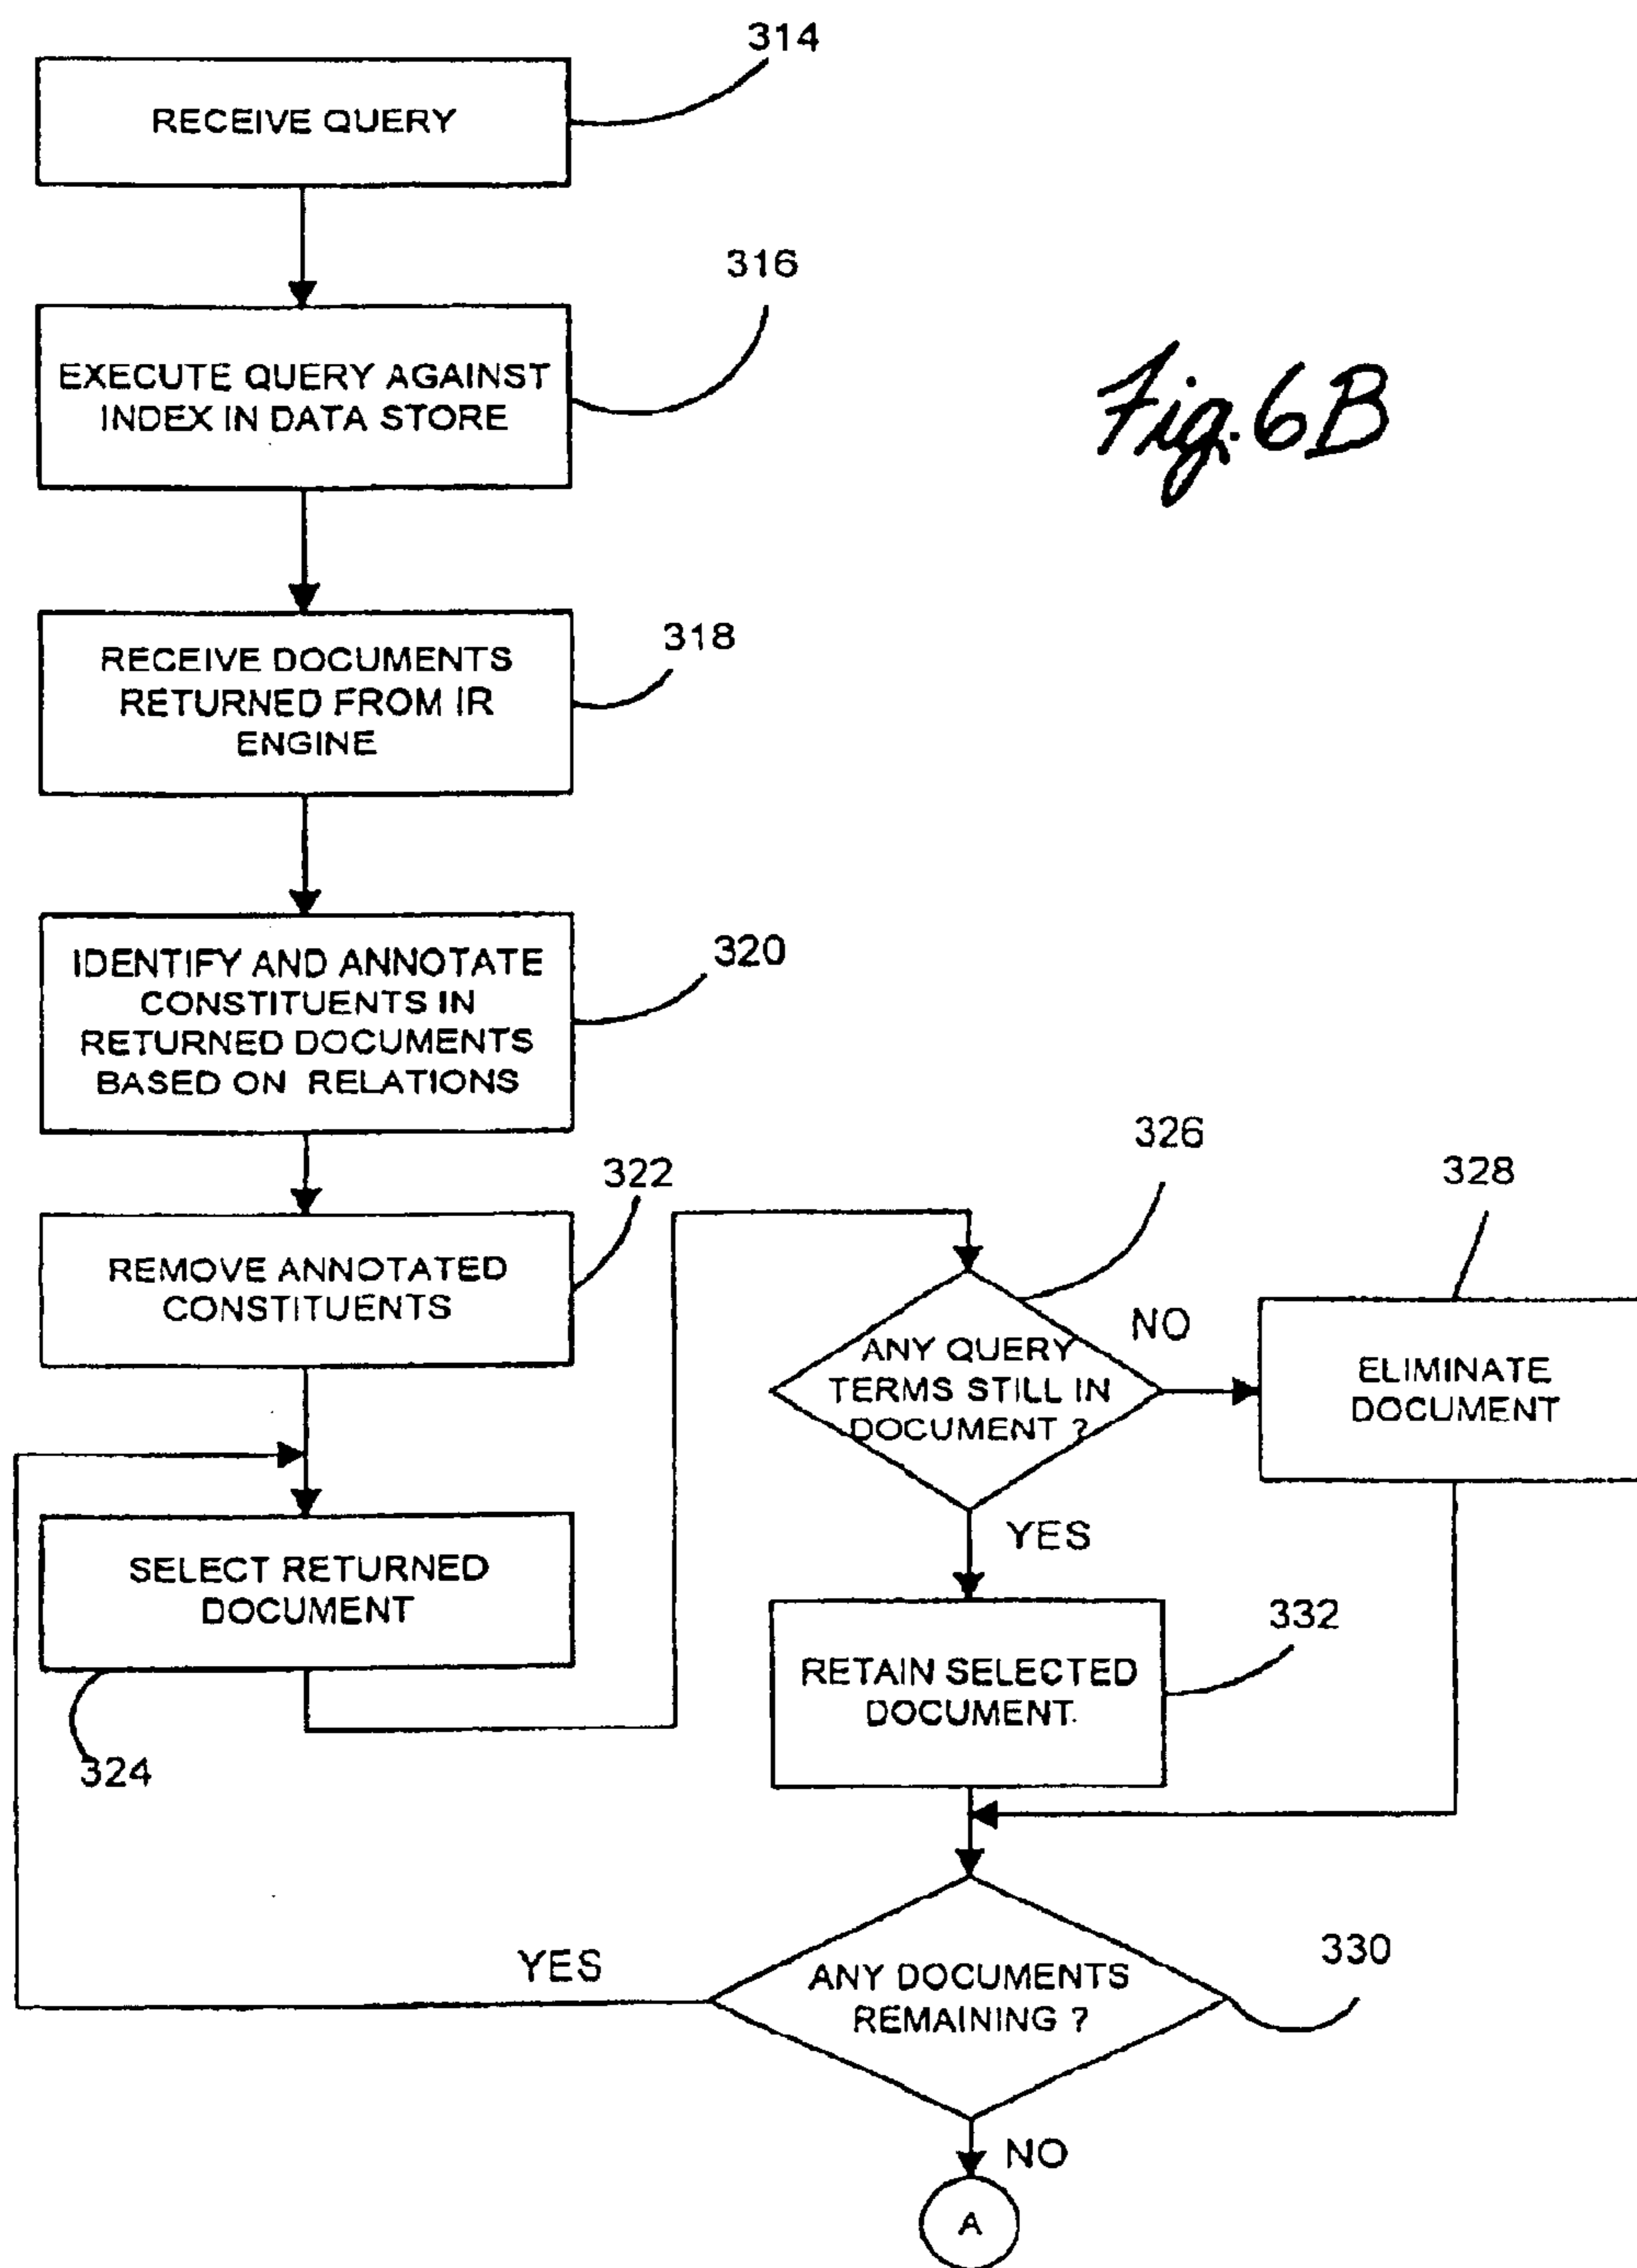 314
RECEIVE QUERY
316
EXECUTE QUERY AGAINST
INDEX IN DATA STORE
Fig. 6B
318
RECEIVE DOCUMENTS
RETURNED FROM IR
ENGINE
320
IDENTIFY AND ANNOTATE
CONSTITUENTS IN
RETURNED DOCUMENTS
BASED ON RELATIONS
322
REMOVE ANNOTATED
CONSTITUENTS
SELECT RETURNED
DOCUMENT
324
326
ANY QUERY
TERMS STILL IN
DOCUMENT ?
NO
328
ELIMINATE
DOCUMENT
YES
332
RETAIN SELECTED
DOCUMENT.
330
ANY DOCUMENTS
REMAINING ?
YES
NO
A